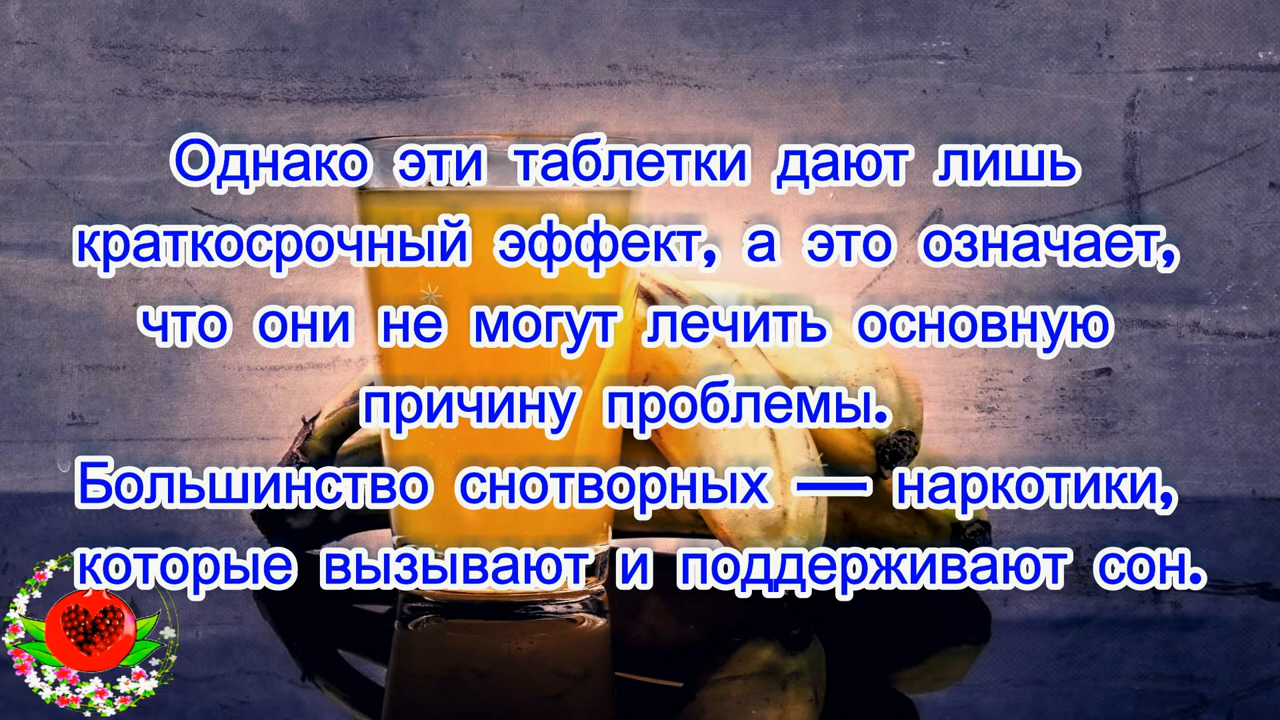 Однако эти таблетки дают лишь
краткосрочный эффект, а это означает,
что они не могут лечить основную
причину проблемы.
Большинство снотворных — наркотики,
которые вызывают и поддерживают сон.